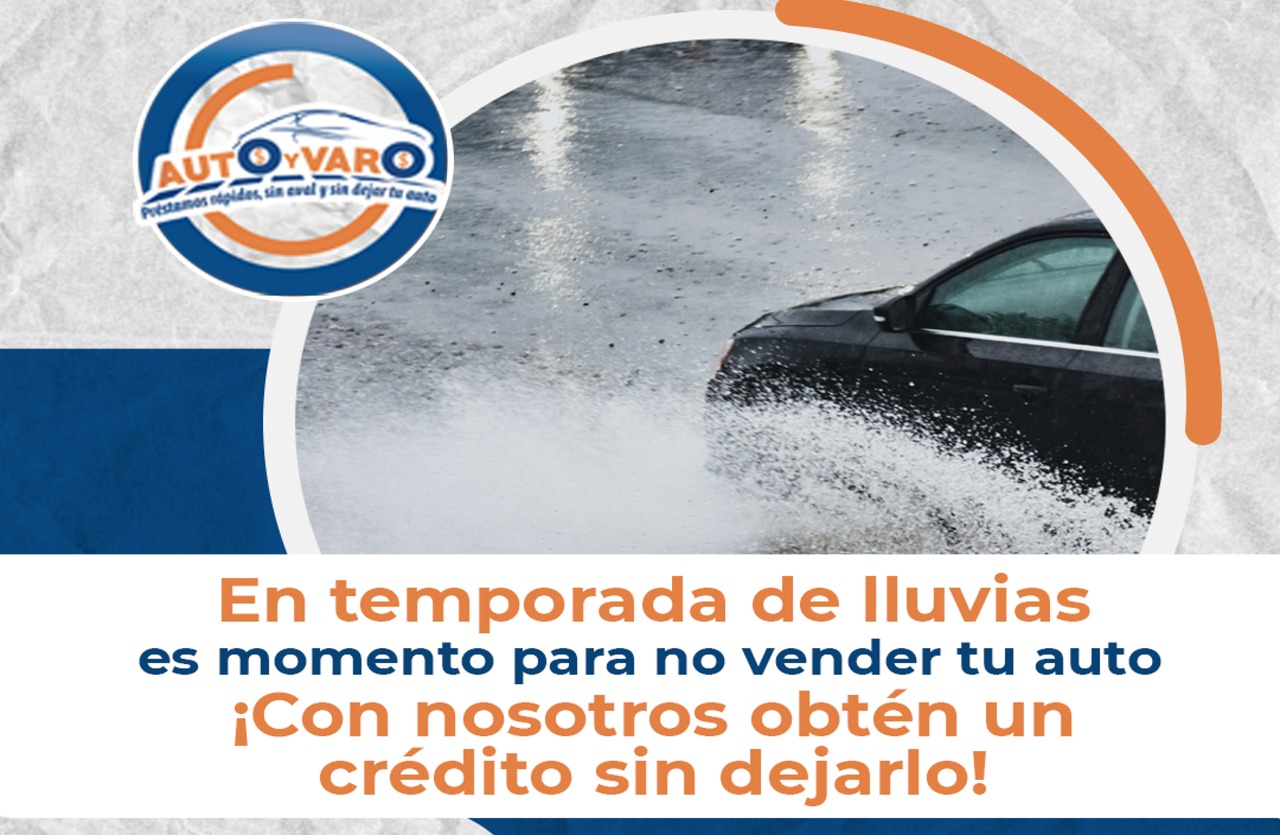 AUTO Y VARO
Préstamos rápidos, sin aval y sin dejar tu auto
En temporada de lluvias
es momento para no vender tu auto
¡Con nosotros obtén un
crédito sin dejarlo!